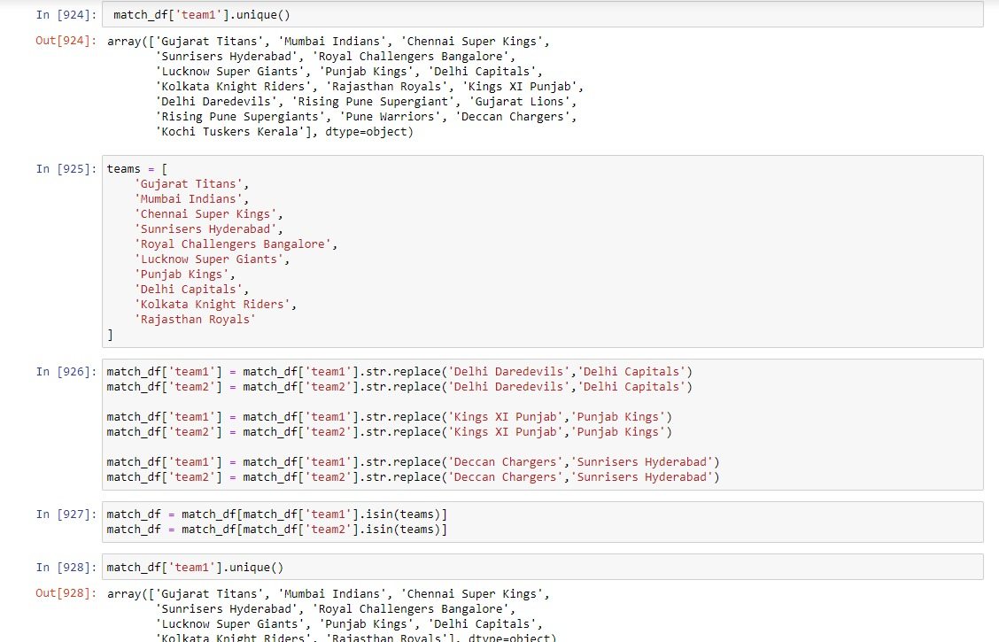 In [924]: match_df['team1'].unique()
Out[924]: array(['Gujarat Titans', 'Mumbai Indians', 'Chennai Super Kings',
'Sunrisers Hyderabad', 'Royal Challengers Bangalore',
'Lucknow Super Giants', 'Punjab Kings', 'Delhi Capitals',
'Kolkata Knight Riders', 'Rajasthan Royals', 'Kings XI Punjab',
'Delhi Daredevils', 'Rising Pune Supergiant', 'Gujarat Lions',
'Rising Pune Supergiants', 'Pune Warriors', 'Deccan Chargers',
'Kochi Tuskers Kerala'], dtype=object)
In [925]: teams = [
'Gujarat Titans',
'Mumbai Indians',
'Chennai Super Kings',
'Sunrisers Hyderabad',
'Royal Challengers Bangalore',
'Lucknow Super Giants',
'Punjab Kings',
'Delhi Capitals',
'Kolkata Knight Riders',
'Rajasthan Royals'
]
In [926]: match_df['team1'] = match_df['team1'].str.replace('Delhi Daredevils','Delhi Capitals')
match_df['team2'] = match_df['team2'].str.replace('Delhi Daredevils','Delhi Capitals')
match_df['team1'] = match_df['team1'].str.replace('Kings XI Punjab','Punjab Kings')
match_df['team2'] = match_df['team2'].str.replace('Kings XI Punjab','Punjab Kings')
match_df['team1'] = match_df['team1'].str.replace('Deccan Chargers','Sunrisers Hyderabad')
match_df['team2'] = match_df['team2'].str.replace('Deccan Chargers','Sunrisers Hyderabad')
In [927]: match_df = match_df[match_df['team1'].isin(teams)]
match_df = match_df[match_df['team2'].isin(teams)]
In [928]: match_df['team1'].unique()
Out[928]: array(['Gujarat Titans', 'Mumbai Indians', 'Chennai Super Kings',
'Sunrisers Hyderabad', 'Royal Challengers Bangalore',
'Lucknow Super Giants', 'Punjab Kings', 'Delhi Capitals',
'Kolkata Knight Riders', 'Rajasthan Royals'], dtype=object)